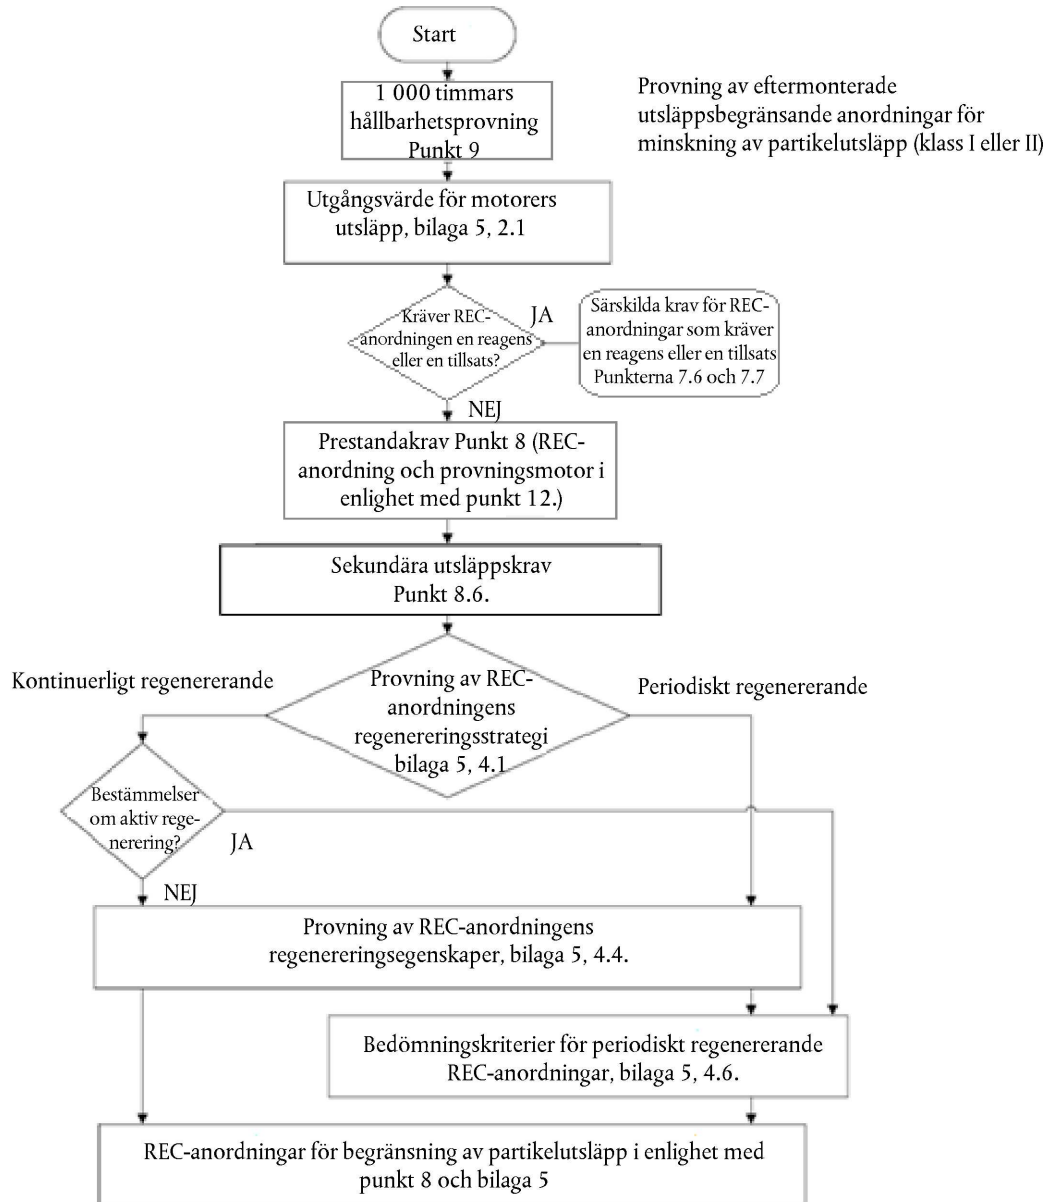 Start
1 000 timmars
hållbarhetsprovning
Punkt 9
Provning av eftermonterade
utsläppsbegränsande anordningar för
minskning av partikelutsläpp (klass I eller II)
Utgångsvärde för motorers
utsläpp, bilaga 5, 2.1
Kräver REC-
anordningen en reagens
eller en tillsats?
JA
Särskilda krav för REC-
anordningar som kräver
en reagens eller en tillsats
Punkterna 7.6 och 7.7
NEJ
Prestandakrav Punkt 8 (REC-
anordning och provningsmotor i
enlighet med punkt 12.)
Sekundära utsläppskrav
Punkt 8.6.
Kontinuerligt regenererande
Provning av REC-
anordningens
regenereringsstrategi
bilaga 5, 4.1
Periodiskt regenererande
Bestämmelser
om aktiv rege-
nerering?
JA
NEJ
Provning av REC-anordningens
regenereringsegenskaper, bilaga 5, 4.4.
Bedömningskriterier för periodiskt regenererande
REC-anordningar, bilaga 5, 4.6.
REC-anordningar för begränsning av partikelutsläpp i enlighet med
punkt 8 och bilaga 5